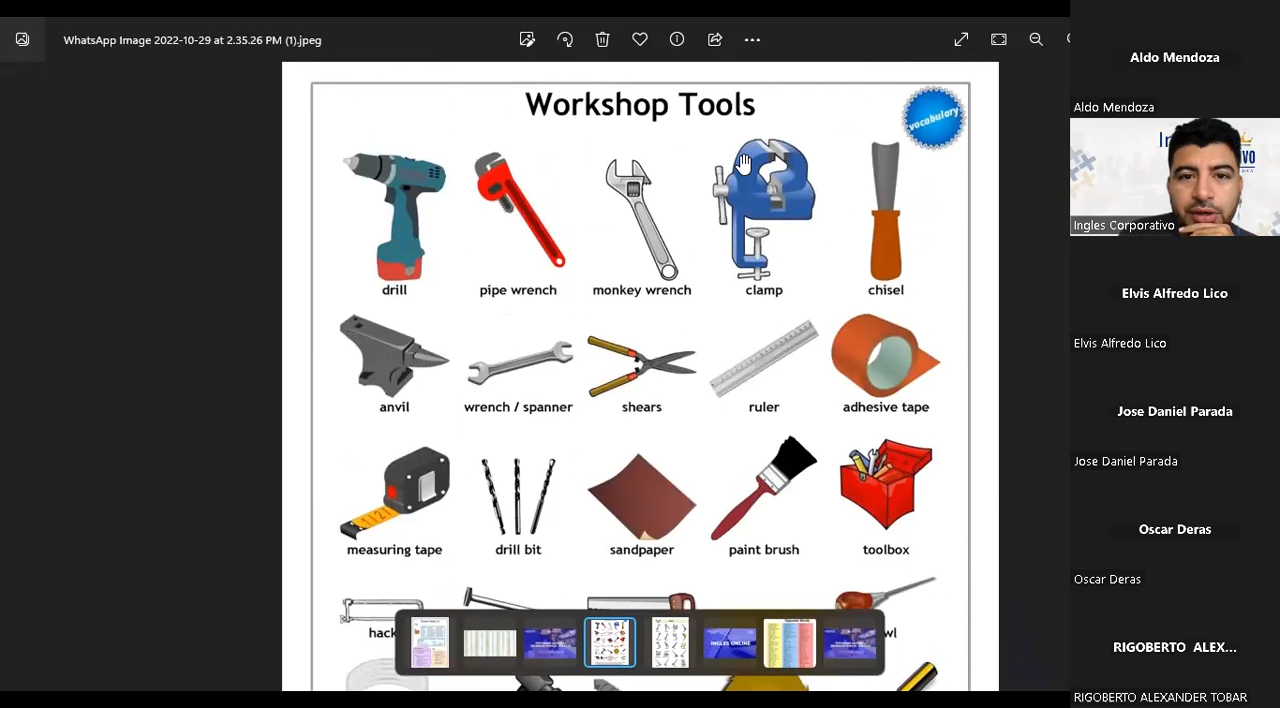 WhatsApp Image 2022-10-29 at 2.35.26 PM (1).jpeg
Workshop Tools
vocabulary
drill
pipe wrench
monkey wrench
clamp
chisel
anvil
wrench / spanner
shears
ruler
adhesive tape
measuring tape
drill bit
sandpaper
paint brush
toolbox
INGLES ONLINE
Aldo Mendoza
Aldo Mendoza
Ingles Corporativo
Elvis Alfredo Lico
Elvis Alfredo Lico
Jose Daniel Parada
Jose Daniel Parada
Oscar Deras
Oscar Deras
RIGOBERTO ALEX...
RIGOBERTO ALEXANDER TOBAR